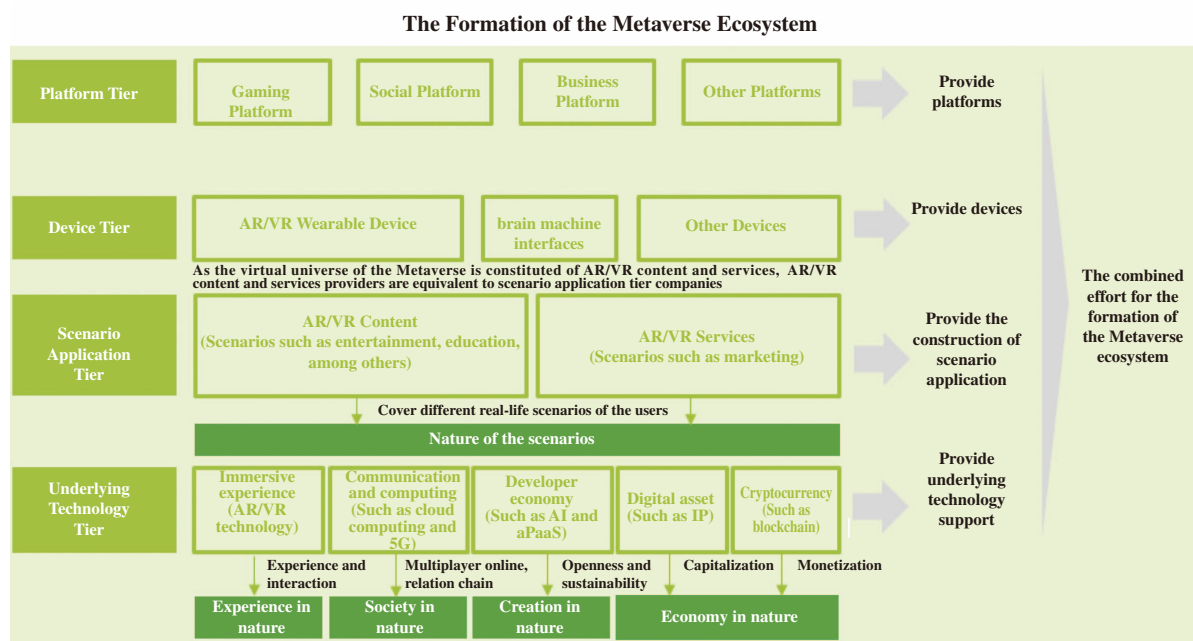 The Formation of the Metaverse Ecosystem
Platform Tier
Gaming
Platform
Social Platform
Business
Platform
Other Platforms
Provide
platforms
Device Tier
AR/VR Wearable Device
brain machine
interfaces
Other Devices
Provide devices
As the virtual universe of the Metaverse is constituted of AR/VR content and services, AR/VR
content and services providers are equivalent to scenario application tier companies
Scenario
Application
Tier
AR/VR Content
(Scenarios such as entertainment, education,
among others)
AR/VR Services
(Scenarios such as marketing)
Provide the
construction of
scenario
application
Cover different real-life scenarios of the users
Nature of the scenarios
Underlying
Technology
Tier
Immersive
experience
(AR/VR
technology)
Communication
and computing
(Such as cloud
computing and
5G)
Developer
economy
(Such as AI and
aPaaS)
Digital asset
(Such as IP)
Cryptocurrency
(Such as
blockchain)
Provide
underlying
technology
support
Experience and
interaction
Multiplayer online,
relation chain
Openness and
sustainability
Capitalization
Monetization
Experience in
nature
Society in
nature
Creation in
nature
Economy in nature
The combined
effort for the
formation of
the Metaverse
ecosystem